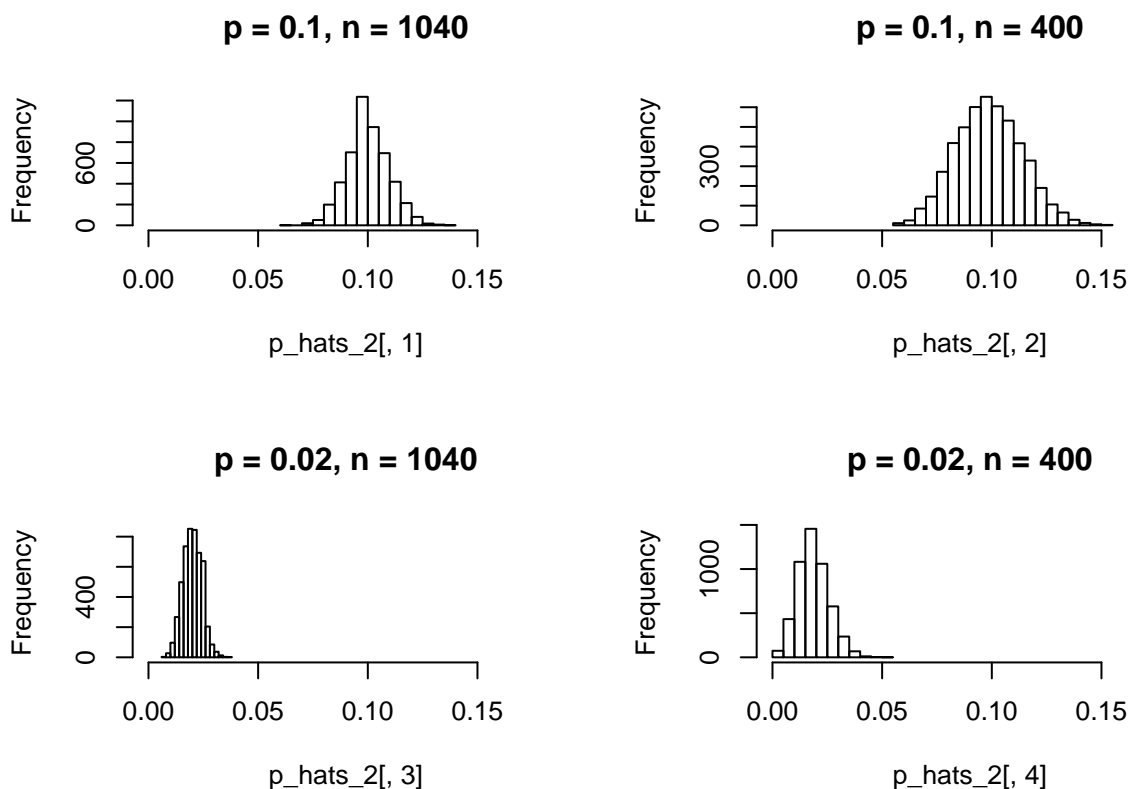 p = 0.1, n = 1040
Frequency
600
0
0.00 0.05 0.10 0.15
p_hats_2[, 1]
p = 0.1, n = 400
Frequency
300
0
0.00 0.05 0.10 0.15
p_hats_2[, 2]
p = 0.02, n = 1040
Frequency
400
0
0.00 0.05 0.10 0.15
p_hats_2[, 3]
p = 0.02, n = 400
Frequency
1000
0
0.00 0.05 0.10 0.15
p_hats_2[, 4]